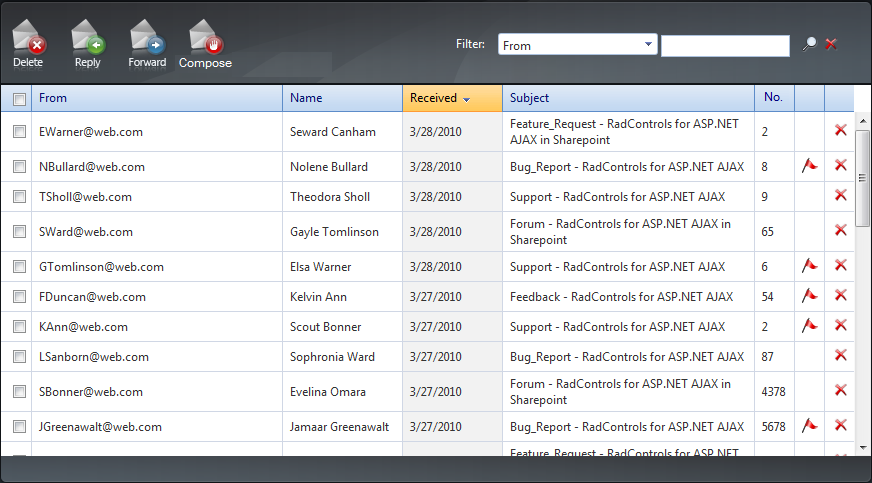 Delete Reply Forward Compose Filter: From
From Name Received Subject No.
EWarner@web.com Seward Canham 3/28/2010 Feature_Request - RadControls for ASP.NET 2
AJAX in Sharepoint
NBullard@web.com Nolene Bullard 3/28/2010 Bug_Report - RadControls for ASP.NET AJAX 8
TSholl@web.com Theodora Sholl 3/28/2010 Support - RadControls for ASP.NET AJAX 9
SWard@web.com Gayle Tomlinson 3/28/2010 Forum - RadControls for ASP.NET AJAX in 65
Sharepoint
GTomlinson@web.com Elsa Warner 3/28/2010 Support - RadControls for ASP.NET AJAX 6
FDuncan@web.com Kelvin Ann 3/27/2010 Feedback - RadControls for ASP.NET AJAX 54
KAnn@web.com Scout Bonner 3/27/2010 Support - RadControls for ASP.NET AJAX 2
LSanborn@web.com Sophronia Ward 3/27/2010 Bug_Report - RadControls for ASP.NET AJAX 87
SBonner@web.com Evelina Omara 3/27/2010 Forum - RadControls for ASP.NET AJAX in 4378
Sharepoint
JGreenawalt@web.com Jamaar Greenawalt 3/27/2010 Bug_Report - RadControls for ASP.NET AJAX 5678
Feature_Request - RadControls for ASP.NET